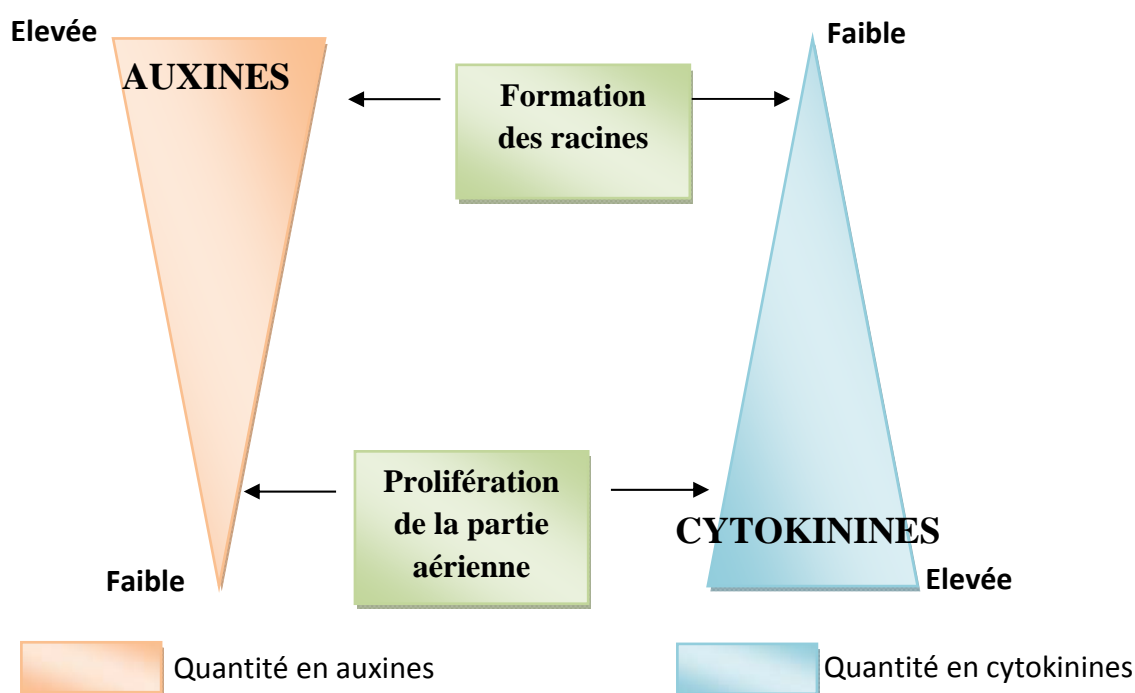 Elevée
Faible
AUXINES
Formation
des racines
Prolifération
de la partie
aérienne
CYTOKININES
Faible
Elevée
Quantité en auxines
Quantité en cytokinines